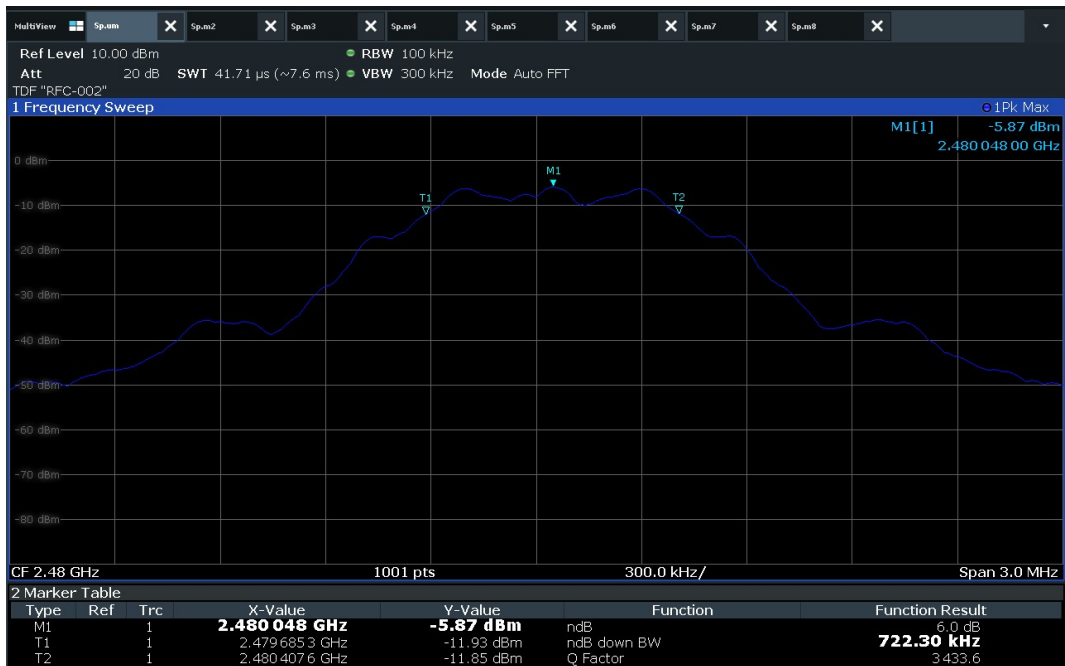 MultiView Sp.um X Sp.m2 X Sp.m3 X Sp.m4 X Sp.m5 X Sp.m6 X Sp.m7 X Sp.m8 X
Ref Level 10.00 dBm RBW 100 kHz
Att 20 dB SWT 41.71 µs (~7.6 ms) VBW 300 kHz Mode Auto FFT
TDF "RFC-002"
1 Frequency Sweep 1Pk Max
M1[1] -5.87 dBm
2.480 048 00 GHz
0 dBm
M1
T1 T2
-10 dBm
-20 dBm
-30 dBm
-40 dBm
-50 dBm
-60 dBm
-70 dBm
-80 dBm
CF 2.48 GHz 1001 pts 300.0 kHz/ Span 3.0 MHz
2 Marker Table
Type Ref Trc X-Value Y-Value Function Function Result
M1 1 2.480 048 GHz -5.87 dBm ndB 6.0 dB
T1 1 2.479 685 3 GHz -11.93 dBm ndB down BW 722.30 kHz
T2 1 2.480 407 6 GHz -11.85 dBm Q Factor 3 433.6